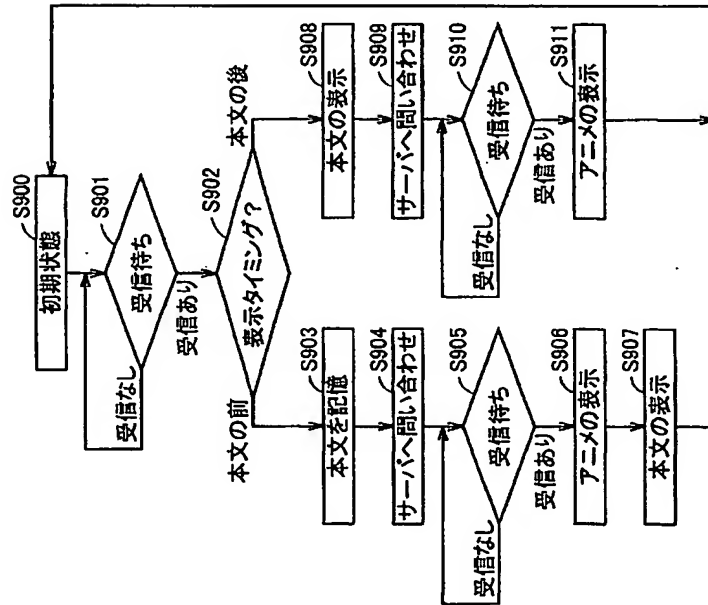 S900
初期状態
S901
受信待ち
受信なし
受信あり
S902
表示タイミング?
本文の前
本文の後
S903
本文を記憶
S904
サーバへ問い合わせ
S905
受信待ち
受信なし
受信あり
S906
アニメの表示
S907
本文の表示
S908
本文の表示
S909
サーバへ問い合わせ
S910
受信待ち
受信なし
受信あり
S911
アニメの表示